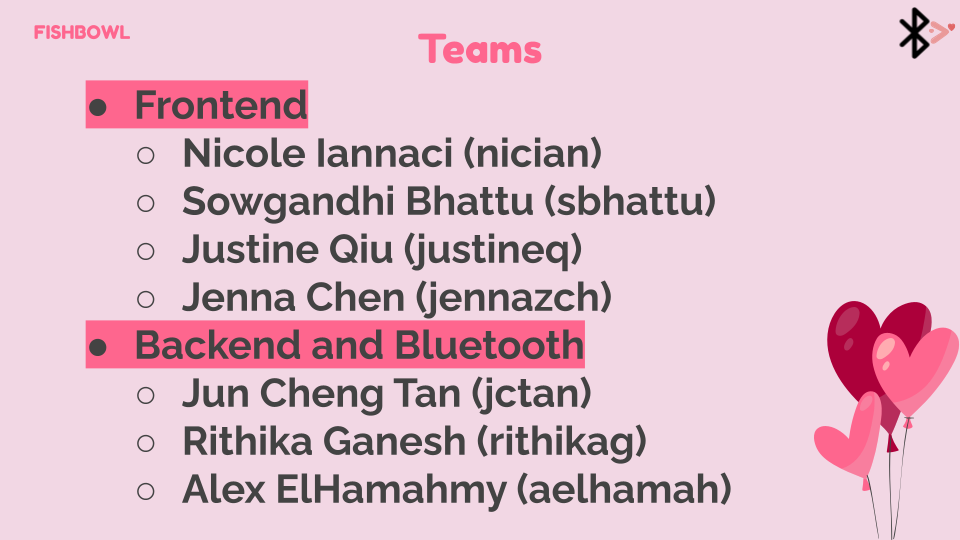 FISHBOWL
Teams
● Frontend
○ Nicole Iannaci (nician)
○ Sowgandhi Bhattu (sbhattu)
○ Justine Qiu (justineq)
○ Jenna Chen (jennazch)
● Backend and Bluetooth
○ Jun Cheng Tan (jctan)
○ Rithika Ganesh (rithikag)
○ Alex ElHamahmy (aelhamah)